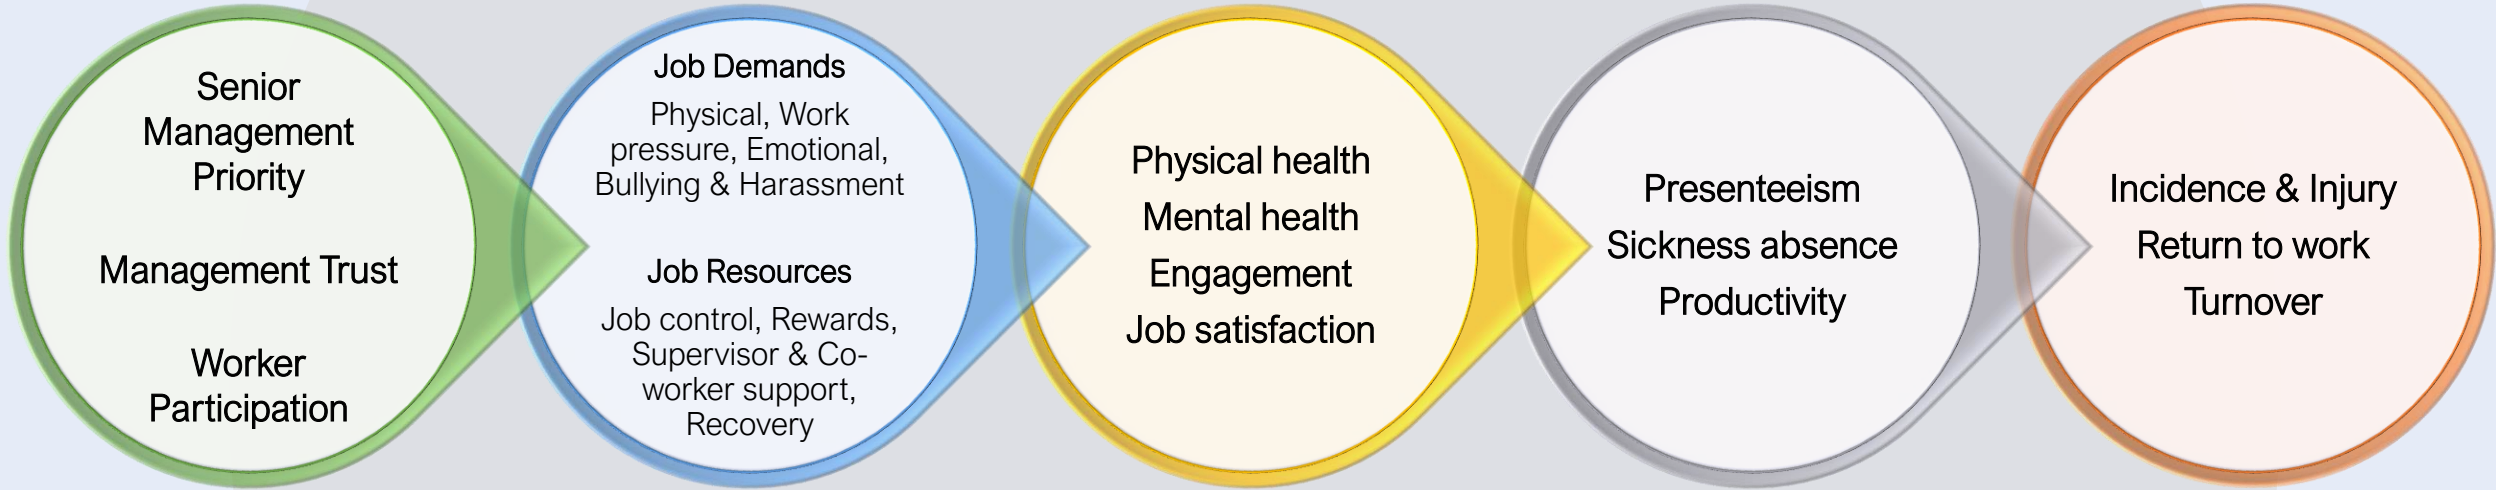 Senior
Management
Priority
Management Trust
Worker
Participation
Job Demands
Physical, Work
pressure, Emotional,
Bullying & Harassment
Job Resources
Job control, Rewards,
Supervisor & Co-
worker support,
Recovery
Physical health
Mental health
Engagement
Job satisfaction
Presenteeism
Sickness absence
Productivity
Incidence & Injury
Return to work
Turnover